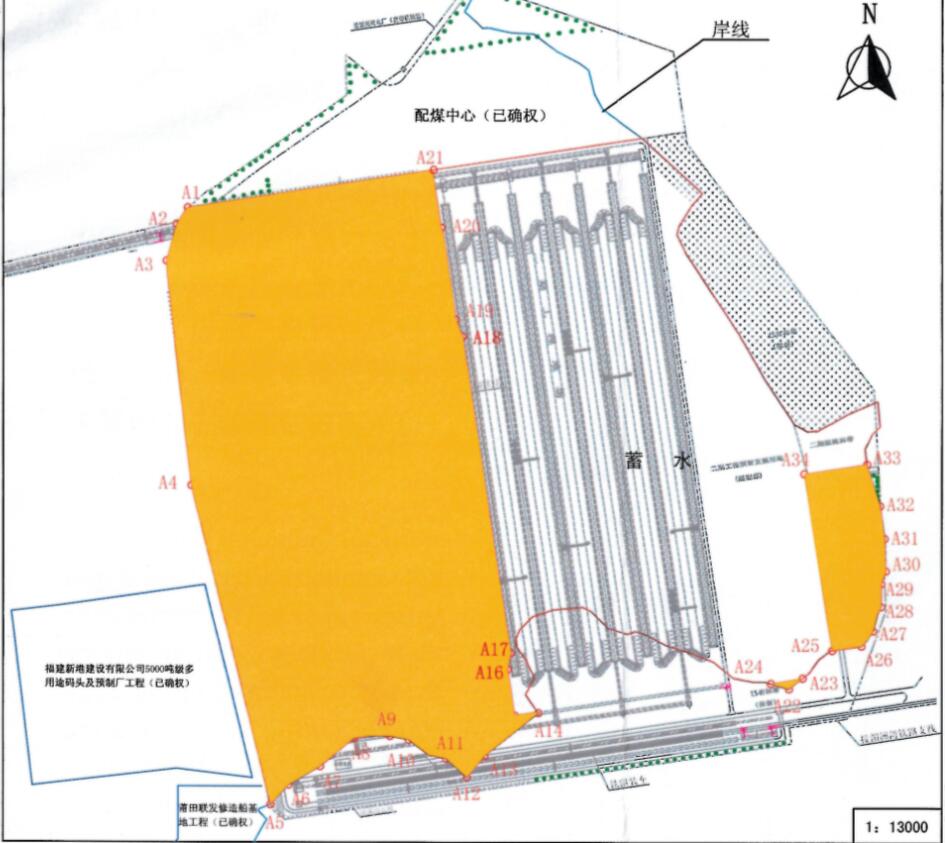 N
岸线
配煤中心（已确权）
A21
A1
A2
A20
A3
A19
A18
蓄 水
A34
A33
A4
A32
A31
A30
A29
A28
A27
A17
A25
A26
A16
A24
A23
福建新港建设有限公司5000吨级多
用途码头及预制厂工程（已确权）
A22
A14
A9
A11
A8
A10
A13
A7
A12
A6
莆田联发修造船基
地工程（已确权）
A5
1：13000